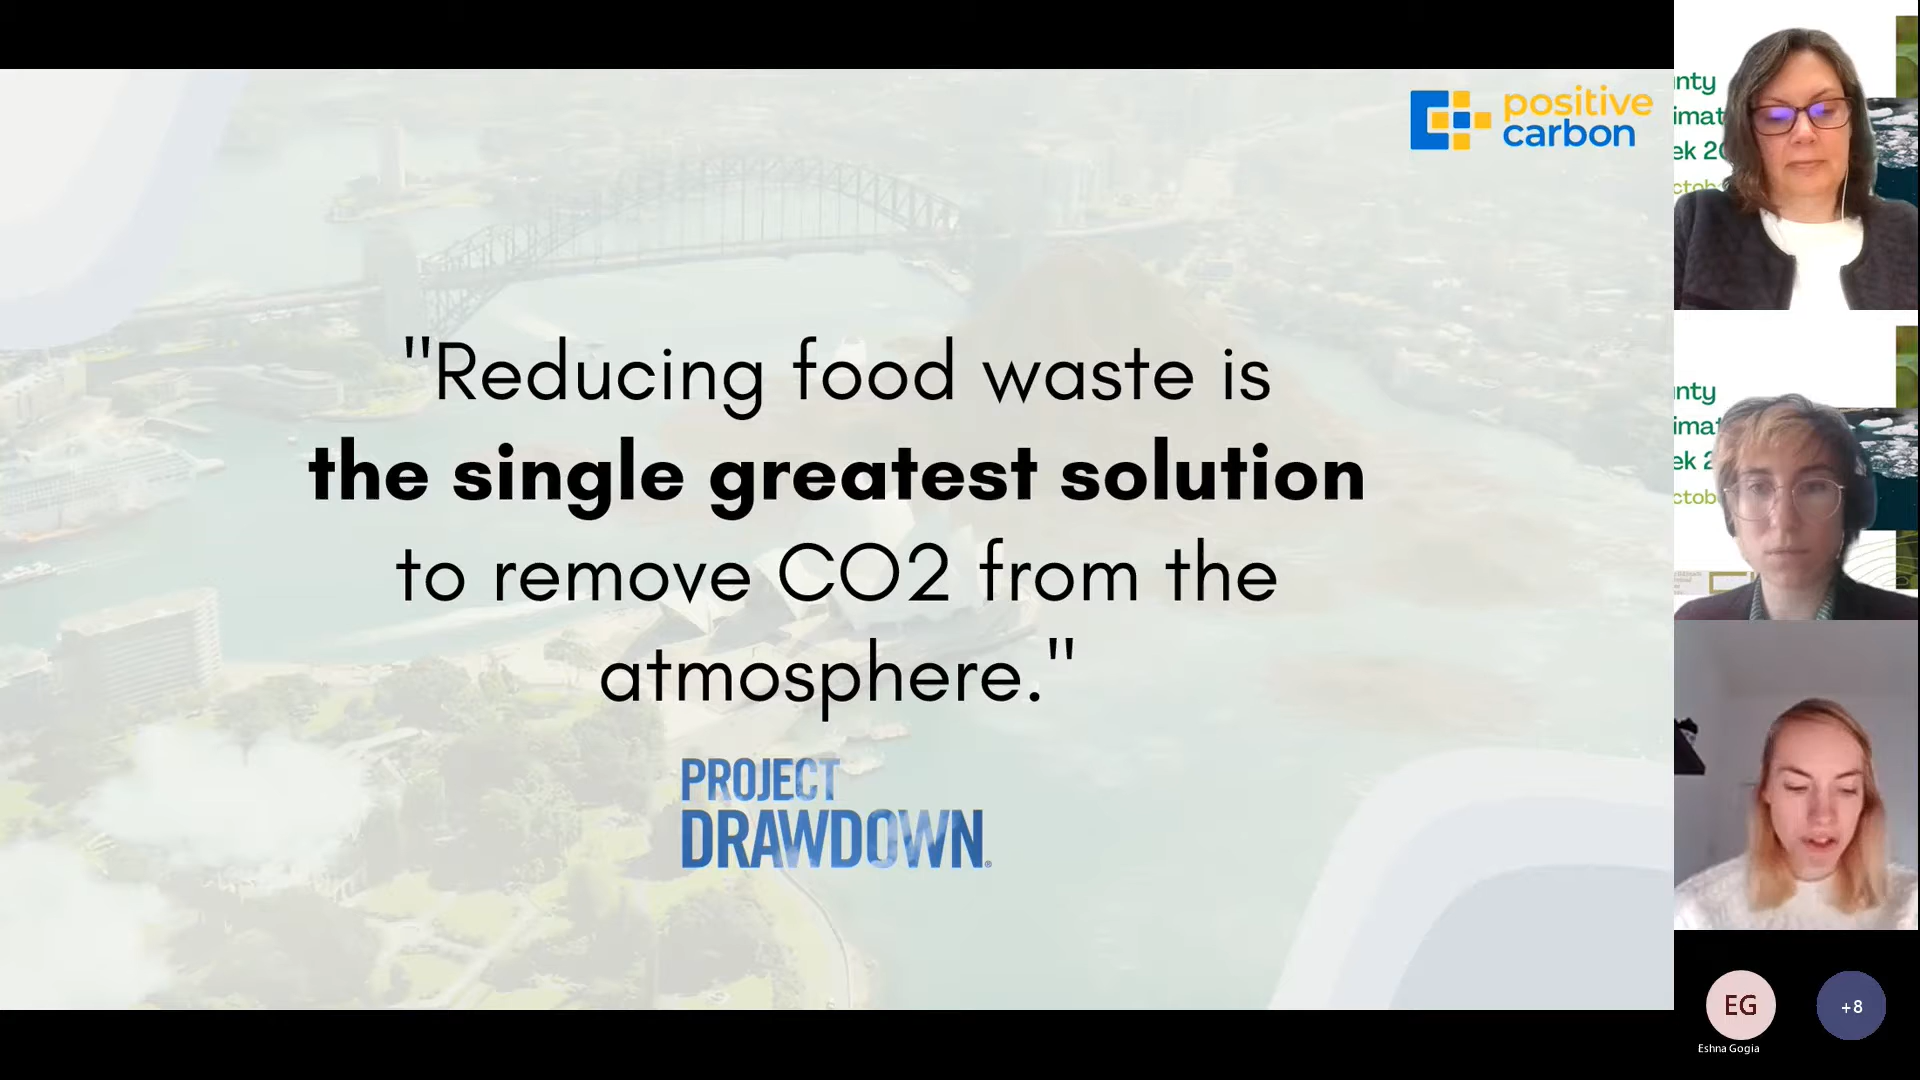 positive
carbon
"Reducing food waste is
the single greatest solution
to remove CO2 from the
atmosphere."
PROJECT
DRAWDOWN®
EG
Eshna Gogia
+8